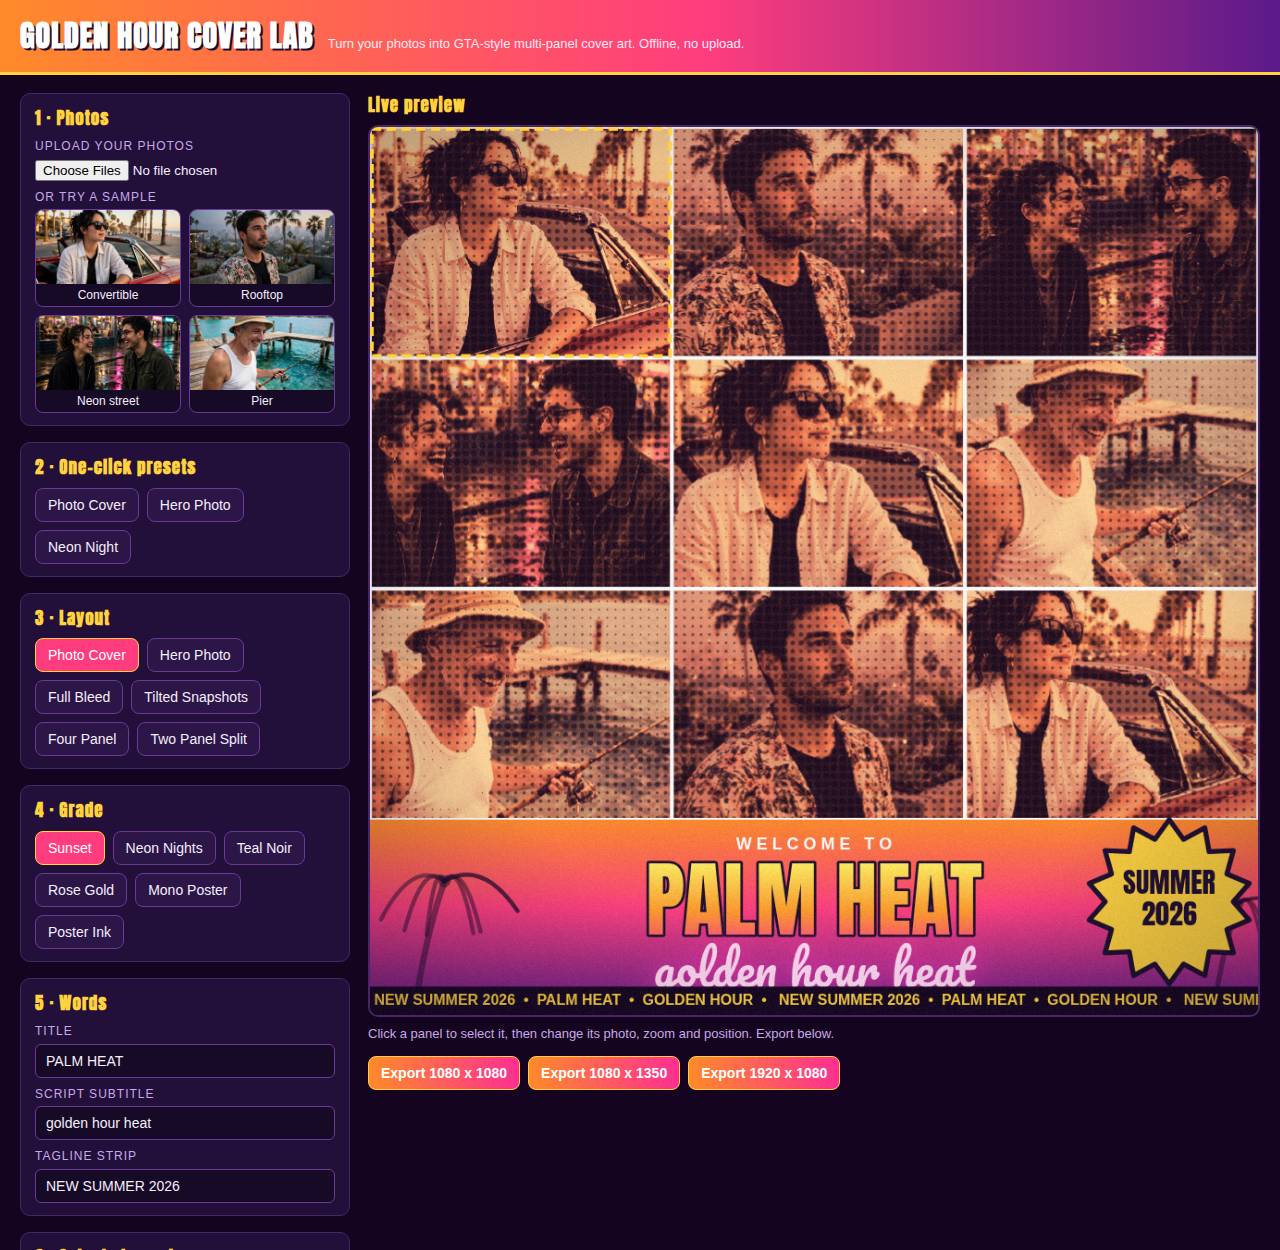 GOLDEN HOUR COVER LAB
Turn your photos into GTA-style multi-panel cover art. Offline, no upload.
1 · Photos
UPLOAD YOUR PHOTOS
Choose Files No file chosen
OR TRY A SAMPLE
Convertible
Rooftop
Neon street
Pier
2 · One-click presets
Photo Cover
Hero Photo
Neon Night
3 · Layout
Photo Cover
Hero Photo
Full Bleed
Tilted Snapshots
Four Panel
Two Panel Split
4 · Grade
Sunset
Neon Nights
Teal Noir
Rose Gold
Mono Poster
Poster Ink
5 · Words
TITLE
PALM HEAT
SCRIPT SUBTITLE
golden hour heat
TAGLINE STRIP
NEW SUMMER 2026
Live preview
WELCOME TO
PALM HEAT
golden hour heat
SUMMER
2026
NEW SUMMER 2026 • PALM HEAT • GOLDEN HOUR • NEW SUMMER 2026 • PALM HEAT • GOLDEN HOUR • NEW
Click a panel to select it, then change its photo, zoom and position. Export below.
Export 1080 x 1080
Export 1080 x 1350
Export 1920 x 1080